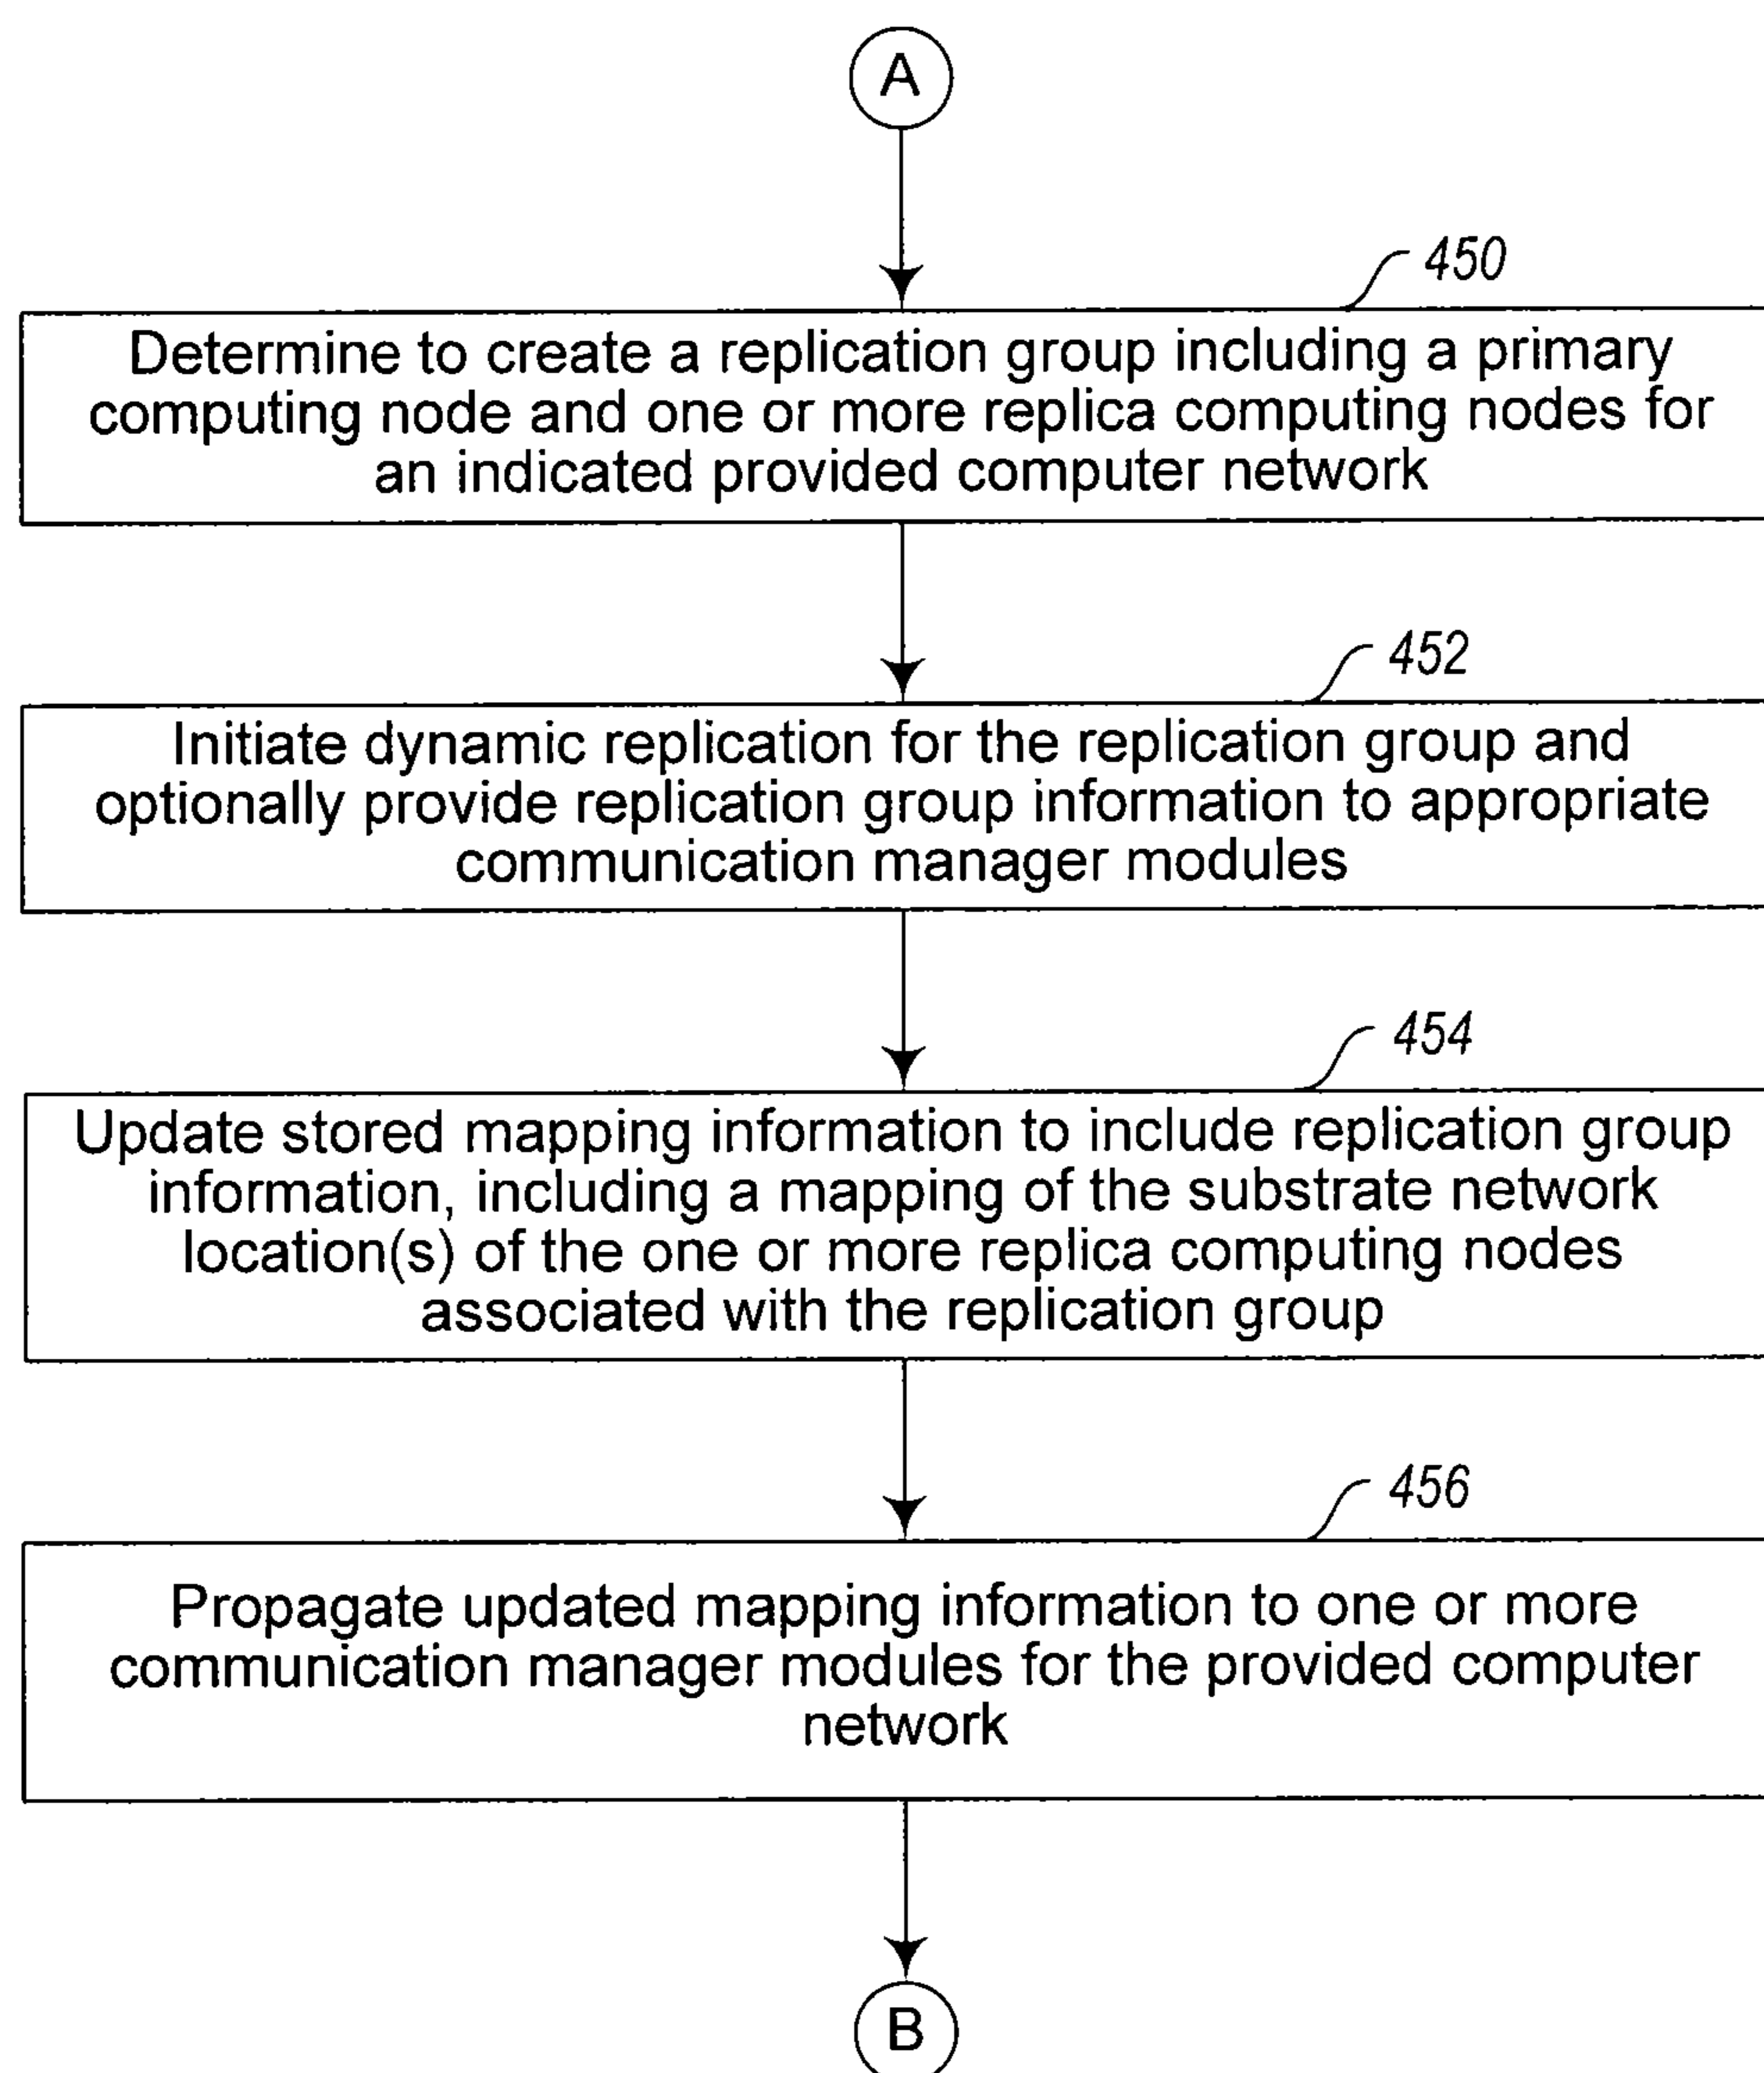 A
450
Determine to create a replication group including a primary
computing node and one or more replica computing nodes for
an indicated provided computer network
452
Initiate dynamic replication for the replication group and
optionally provide replication group information to appropriate
communication manager modules
454
Update stored mapping information to include replication group
information, including a mapping of the substrate network
location(s) of the one or more replica computing nodes
associated with the replication group
456
Propagate updated mapping information to one or more
communication manager modules for the provided computer
network
B